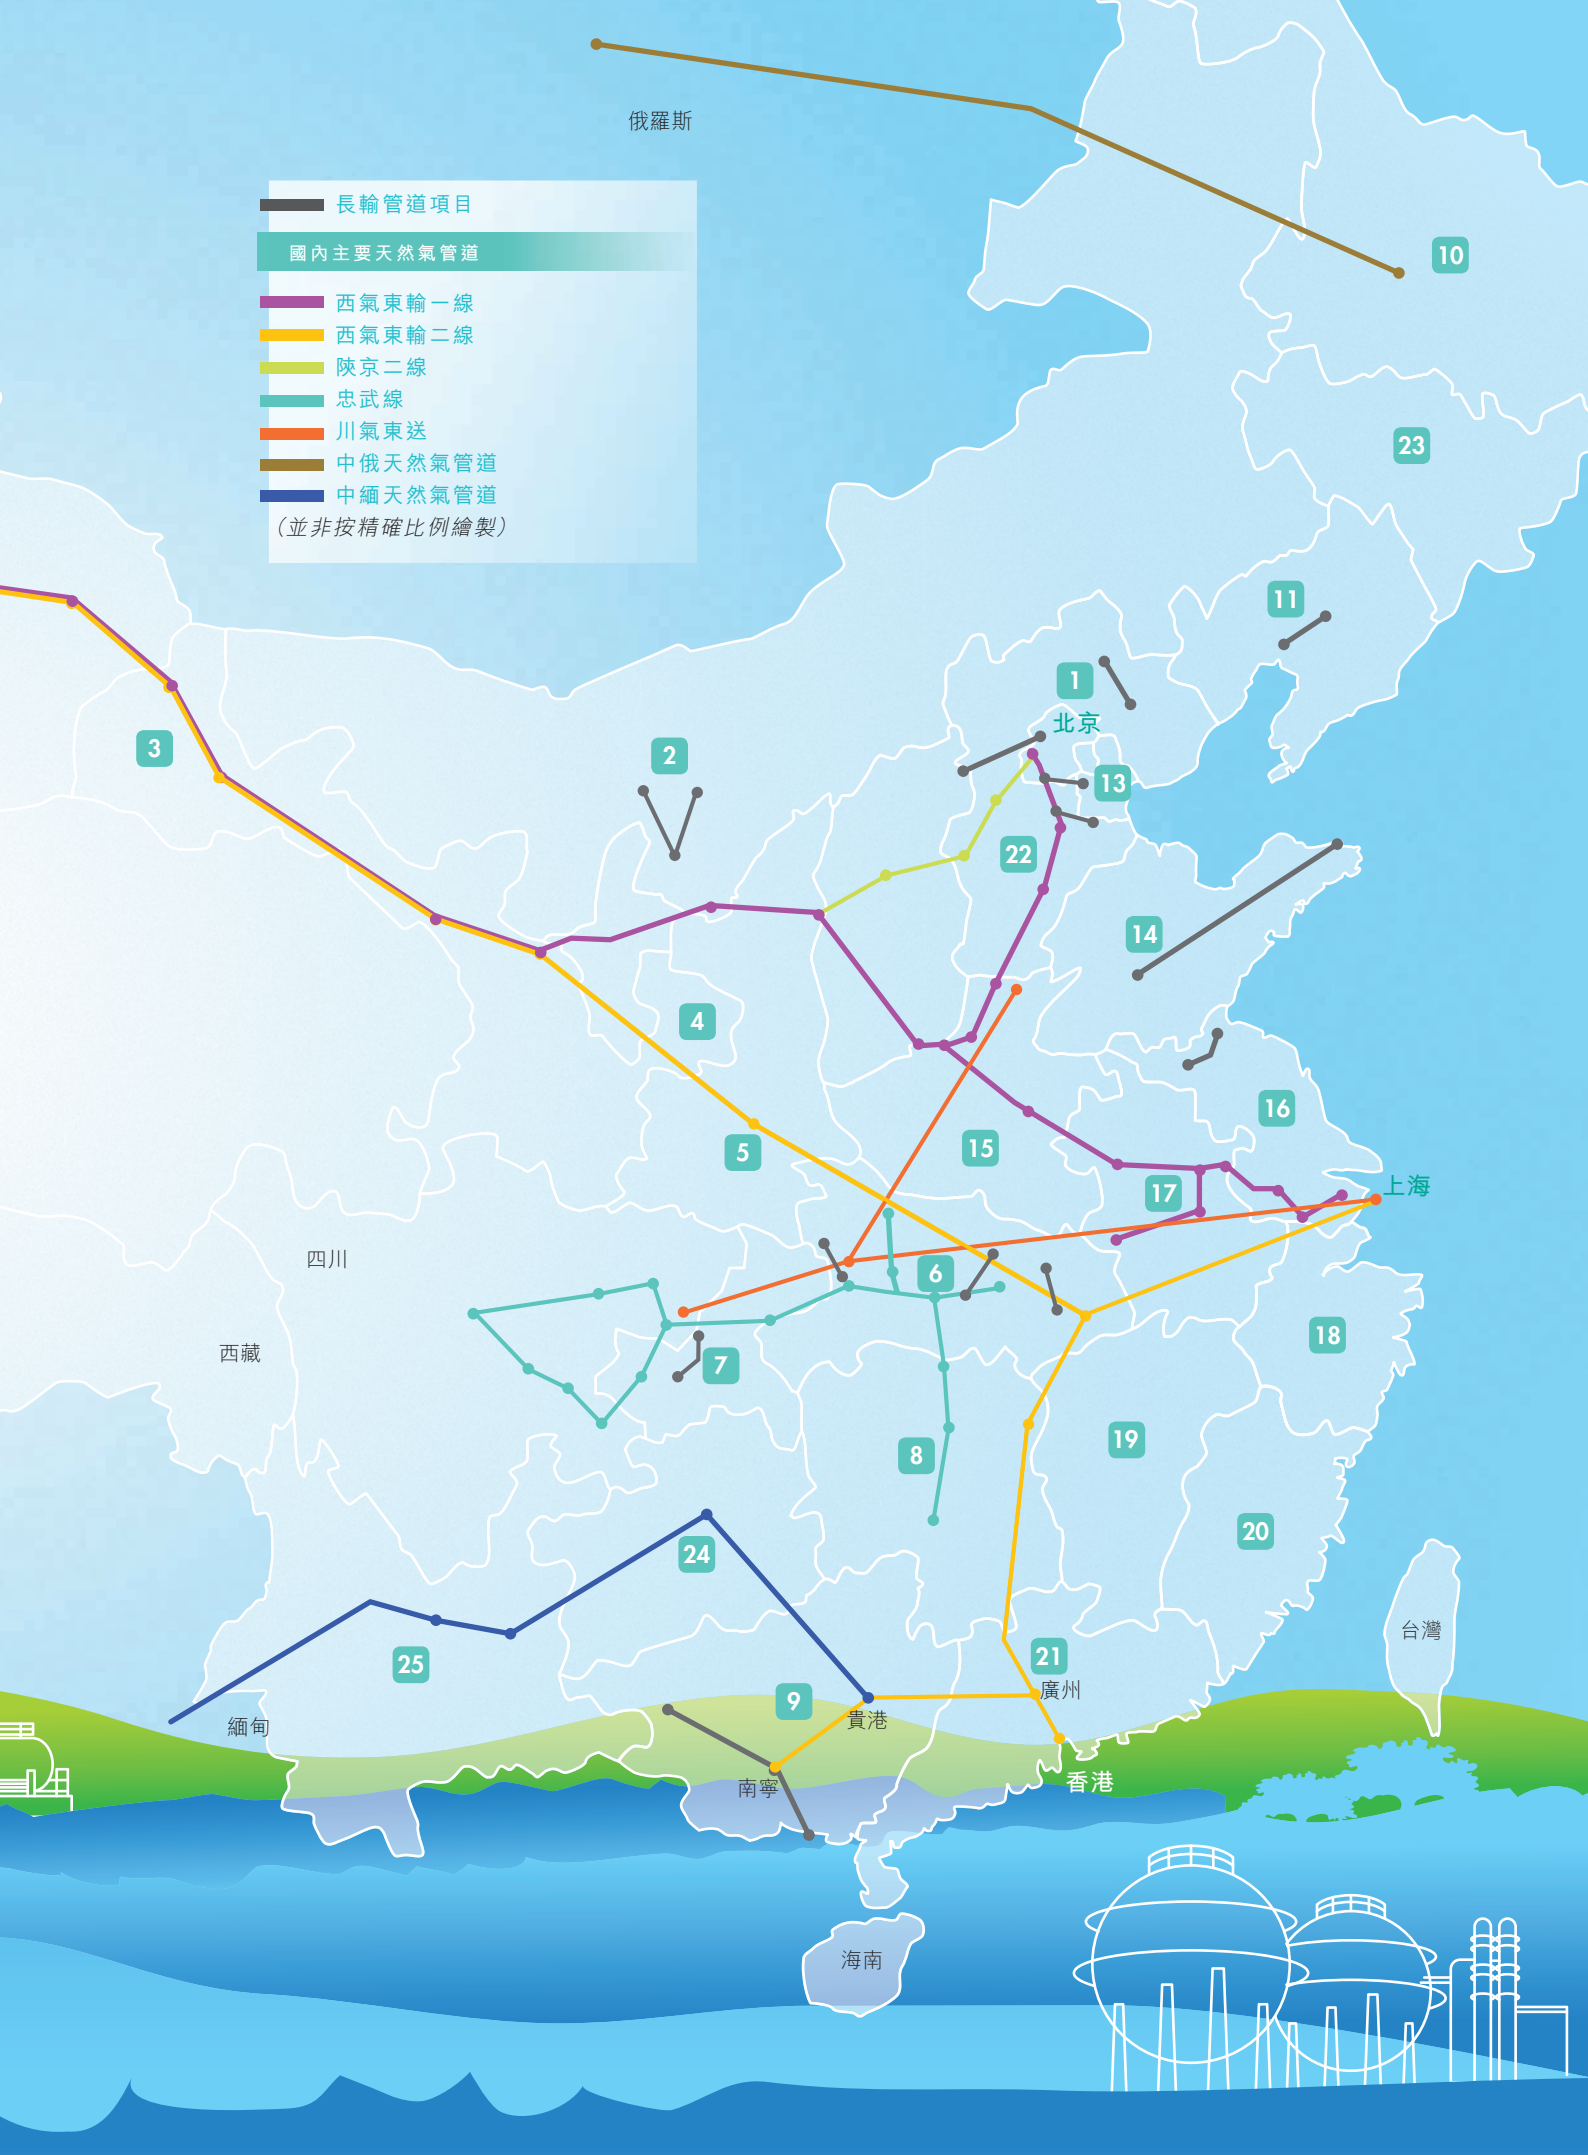 俄羅斯
長輸管道項目
國內主要天然氣管道
西氣東輸一線
西氣東輸二線
陝京二線
忠武線
川氣東送
中俄天然氣管道
中緬天然氣管道
(並非按精確比例繪製)
10
23
11
1
北京
3
2
13
22
14
4
16
5
15
17
上海
四川
6
18
西藏
7
19
8
20
24
台灣
25
21
廣州
9
貴港
緬甸
南寧
香港
海南